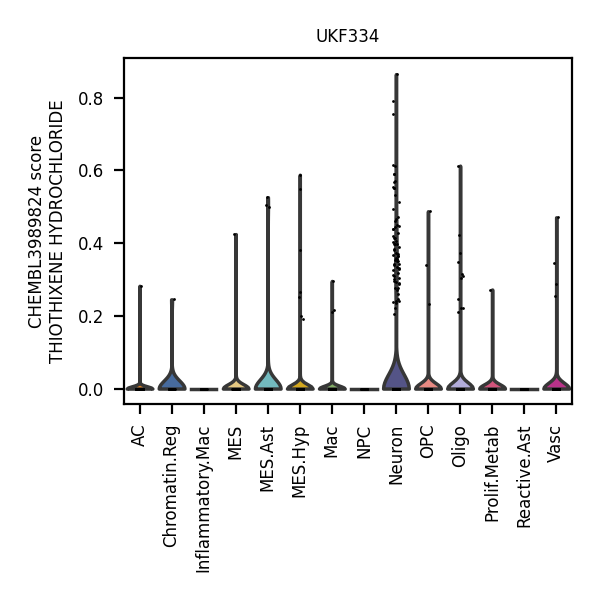 UKF334
CHEMBL3989824 score
THIOTHIXENE HYDROCHLORIDE
0.8
0.6
0.4
0.2
0.0
AC
Chromatin.Reg
Inflammatory.Mac
MES
MES.Ast
MES.Hyp
Mac
NPC
Neuron
OPC
Oligo
Prolif.Metab
Reactive.Ast
Vasc